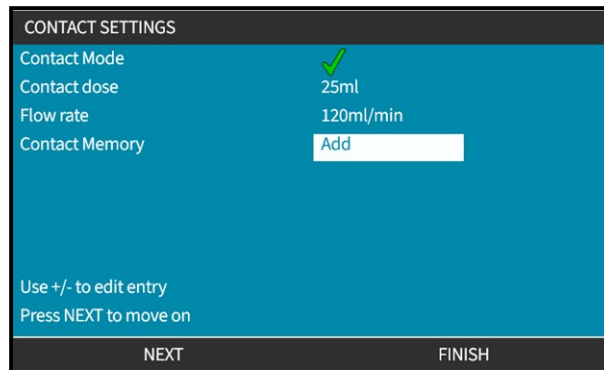 CONTACT SETTINGS
Contact Mode
Contact dose 25ml
Flow rate 120ml/min
Contact Memory Add
Use +/- to edit entry
Press NEXT to move on
NEXT FINISH